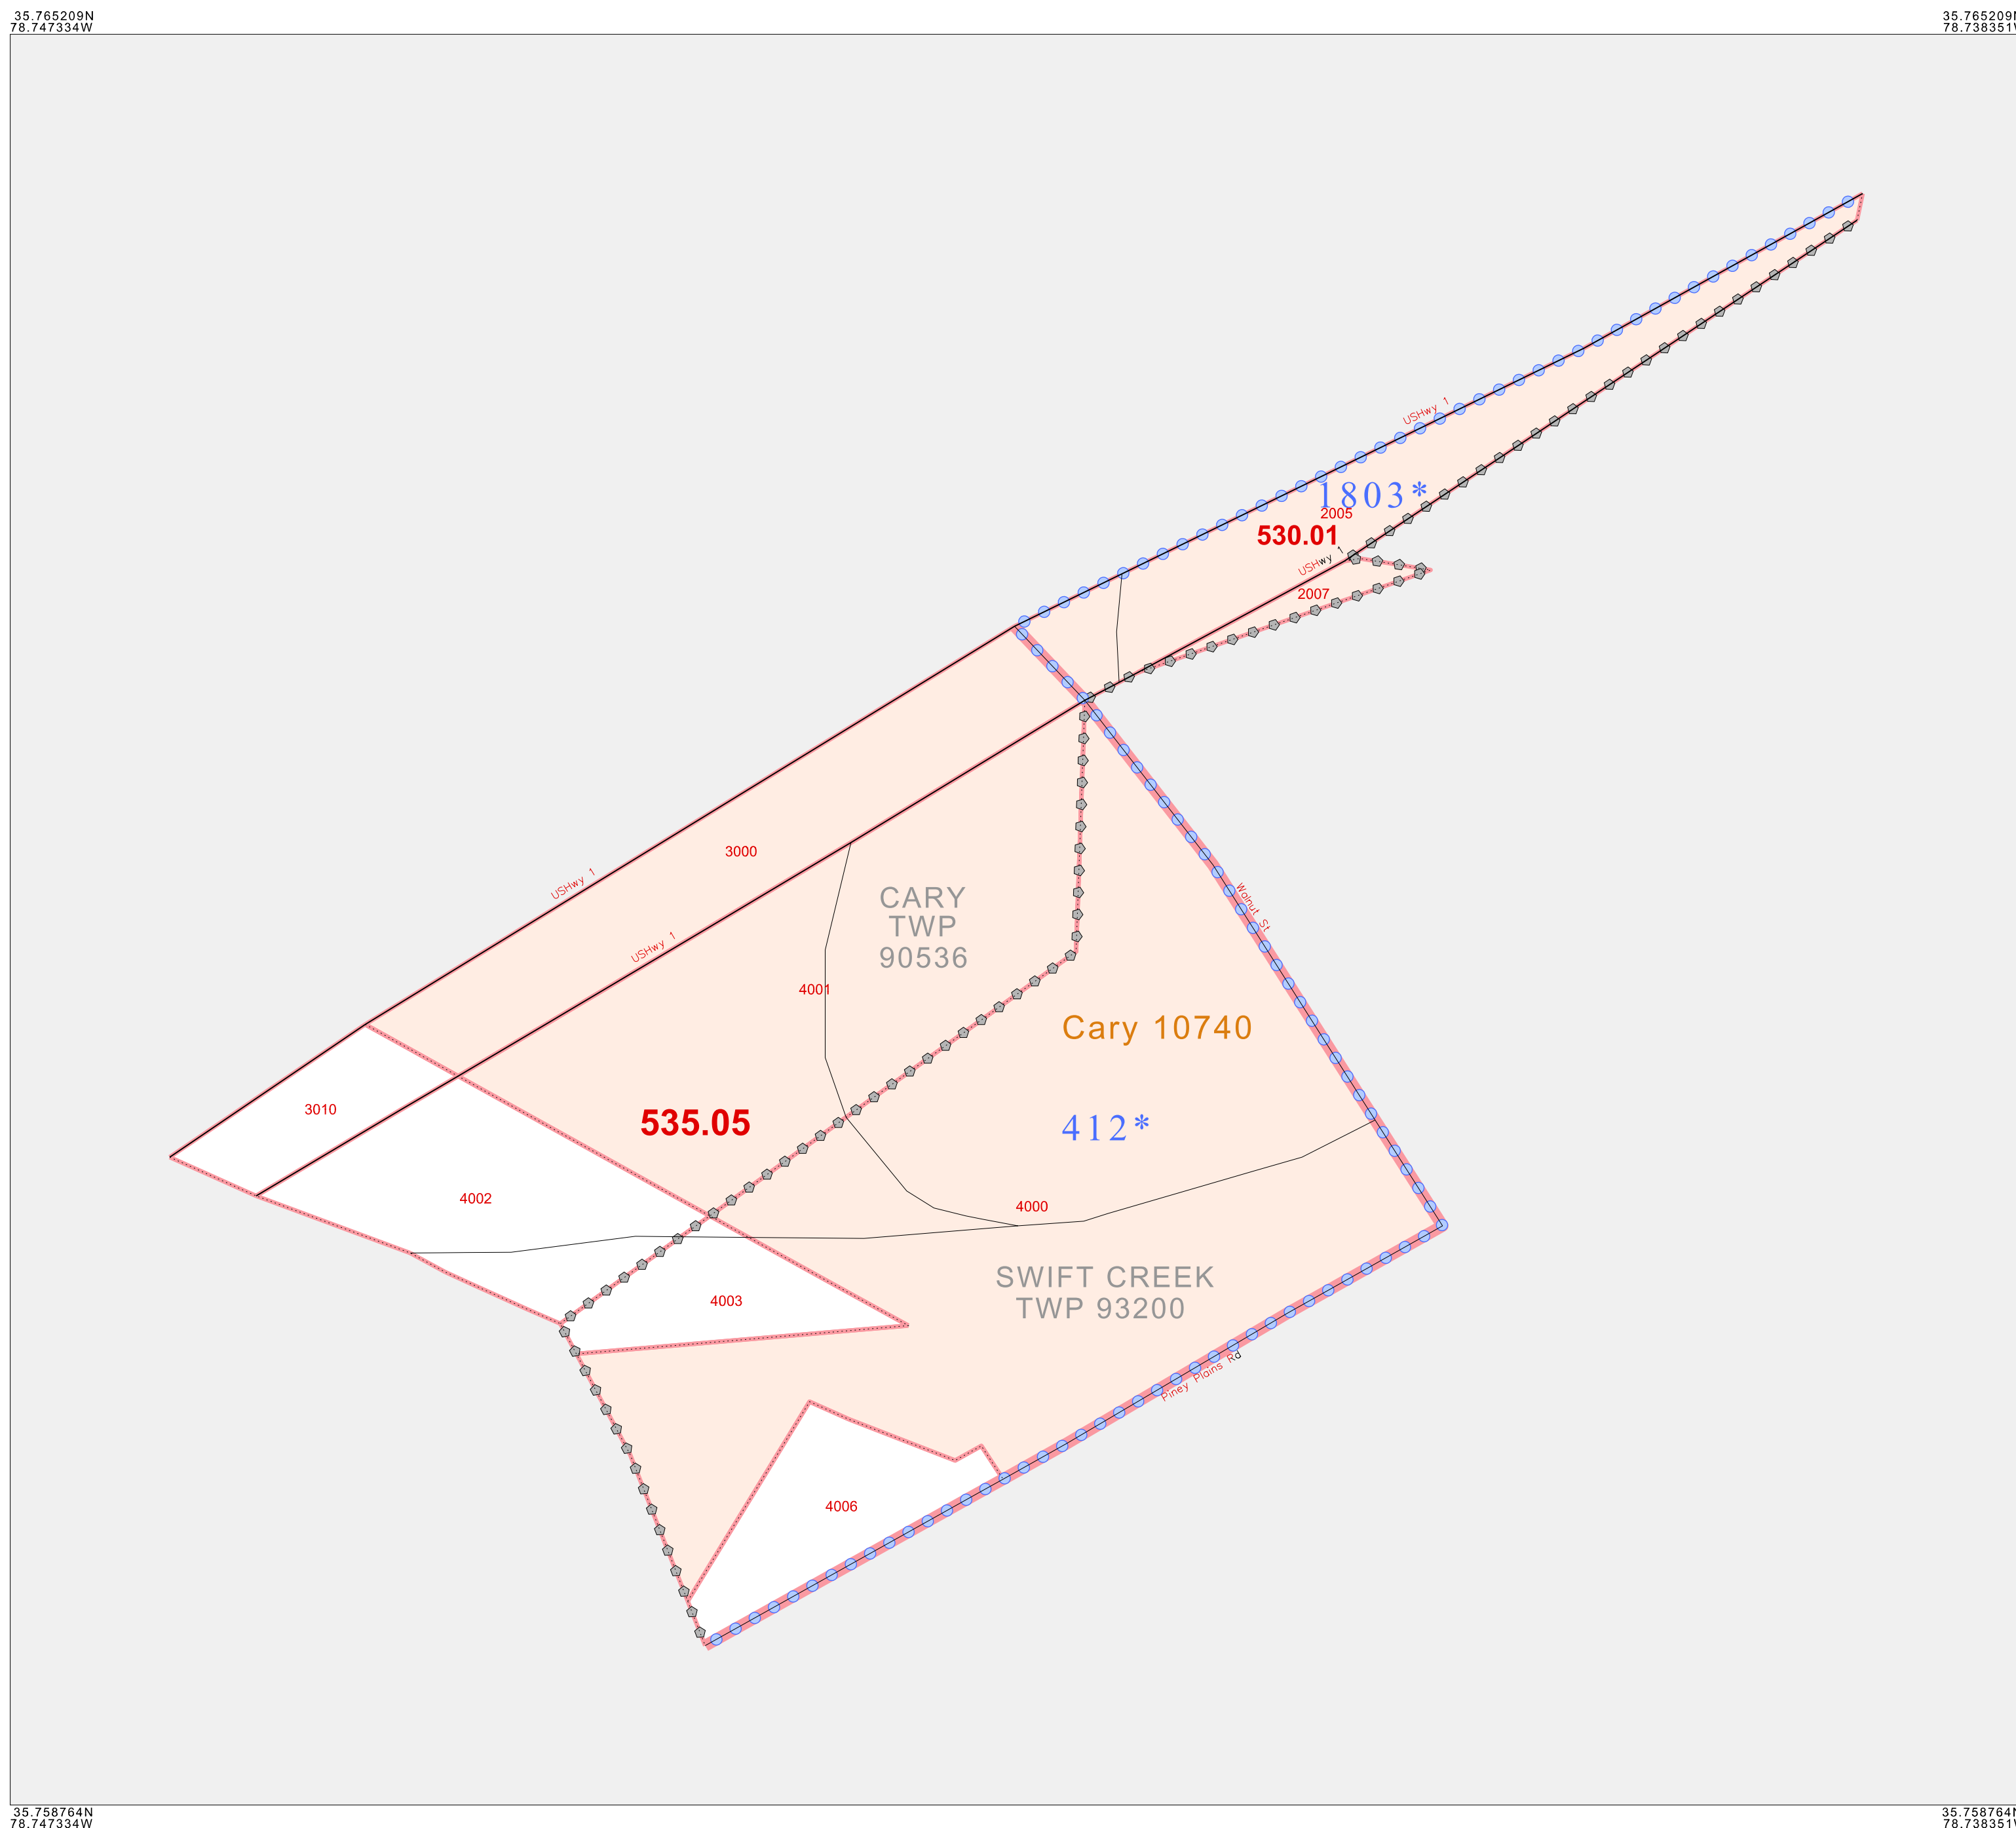 35.765209N
78.747334W
35.765209N
78.738351W
USHwy 1
1803*
2005
530.01
USHwy 1
2007
3000
USHwy 1
CARY
TWP
90536
Walnut St
USHwy 1
4001
Cary 10740
3010
535.05
412*
4002
4000
SWIFT CREEK
TWP 93200
4003
Piney Plains Rd
4006
35.758764N
78.747334W
35.758764N
78.738351W